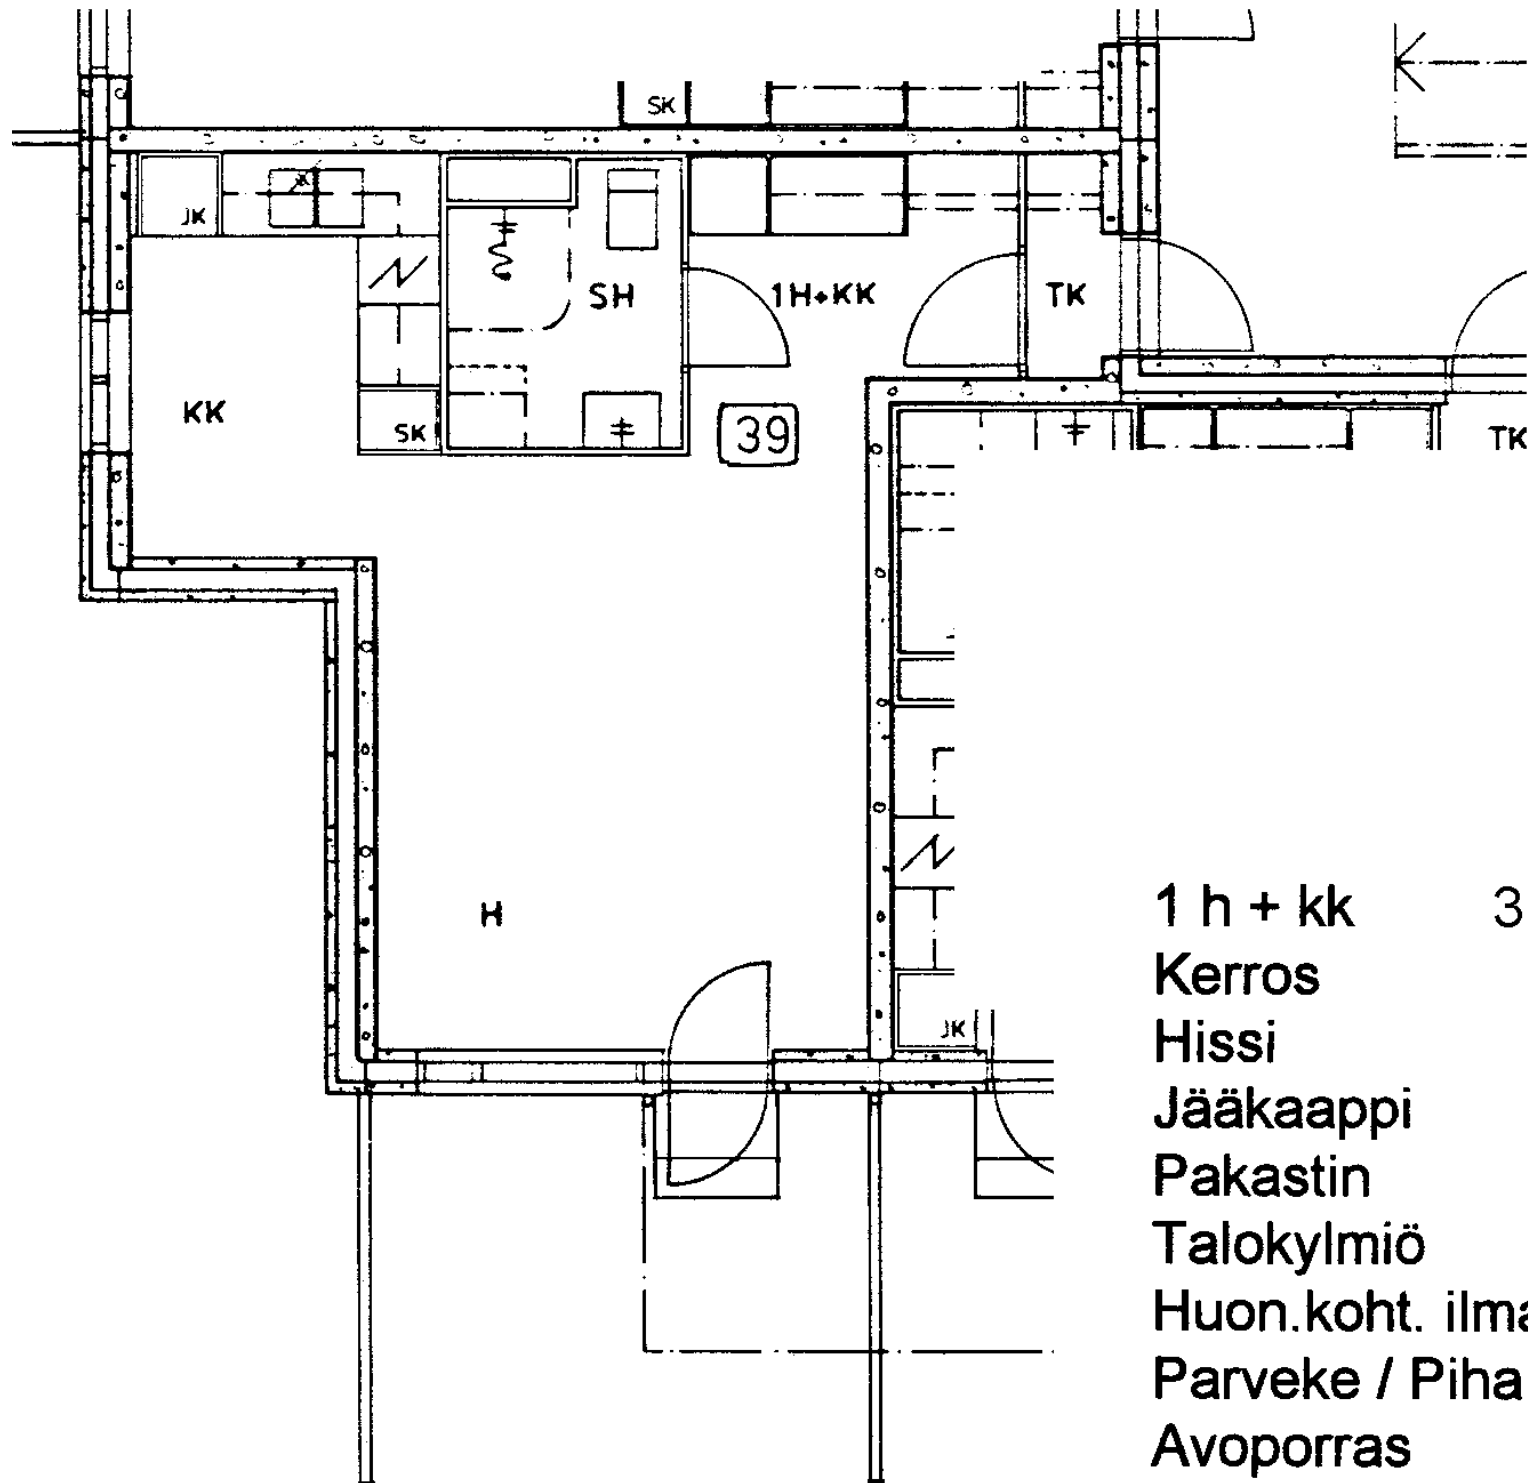 SK
JK
SH
1H+KK
TK
KK
SK
39
TK
H
JK
1 h + kk 3
Kerros
Hissi
Jääkaappi
Pakastin
Talokylmiö
Huon.koht. ilma
Parveke / Piha
Avoporras